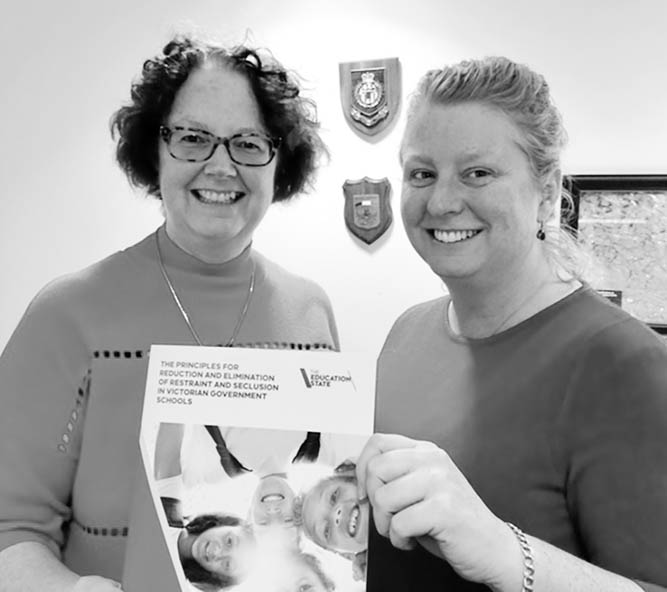 THE PRINCIPLES FOR
REDUCTION AND ELIMINATION
OF RESTRAINT AND SECLUSION
IN VICTORIAN GOVERNMENT
SCHOOLS
THE
EDUCATION
STATE